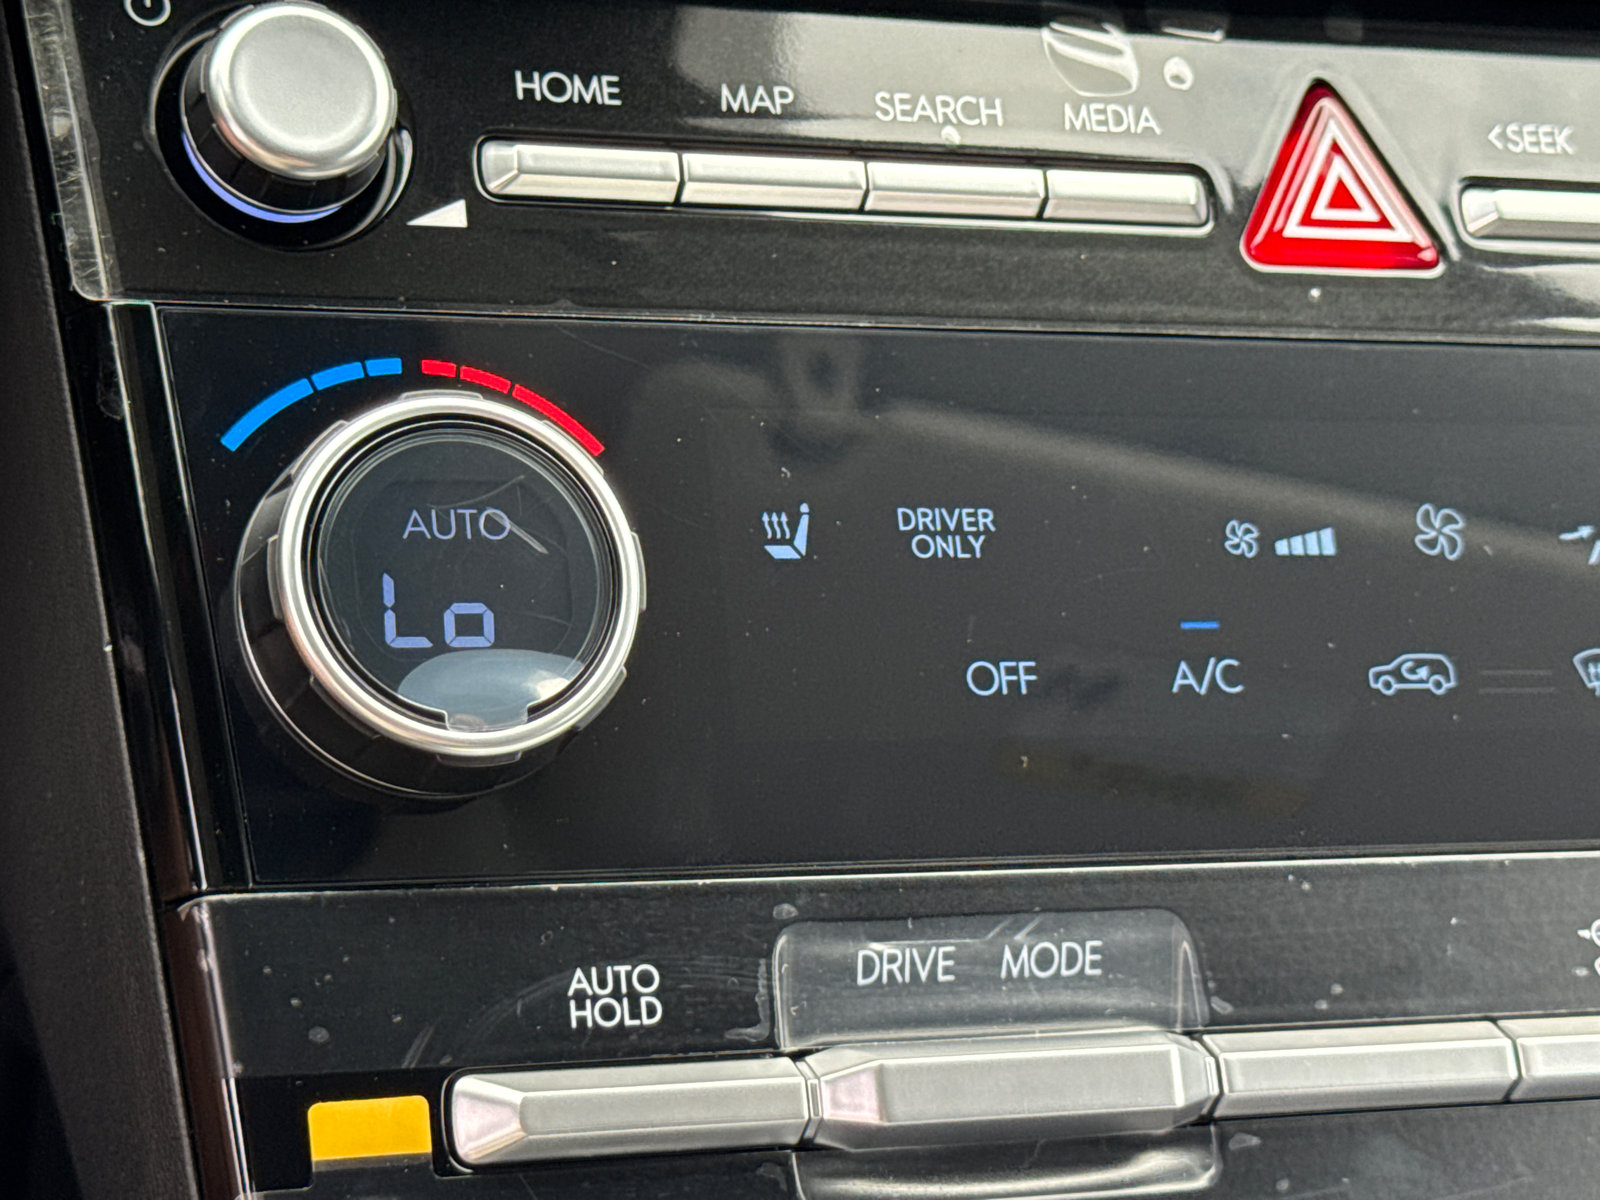 HOME
MAP
SEARCH
MEDIA
<SEEK
AUTO
Lo
DRIVER
ONLY
OFF
A/C
AUTO
HOLD
DRIVE MODE